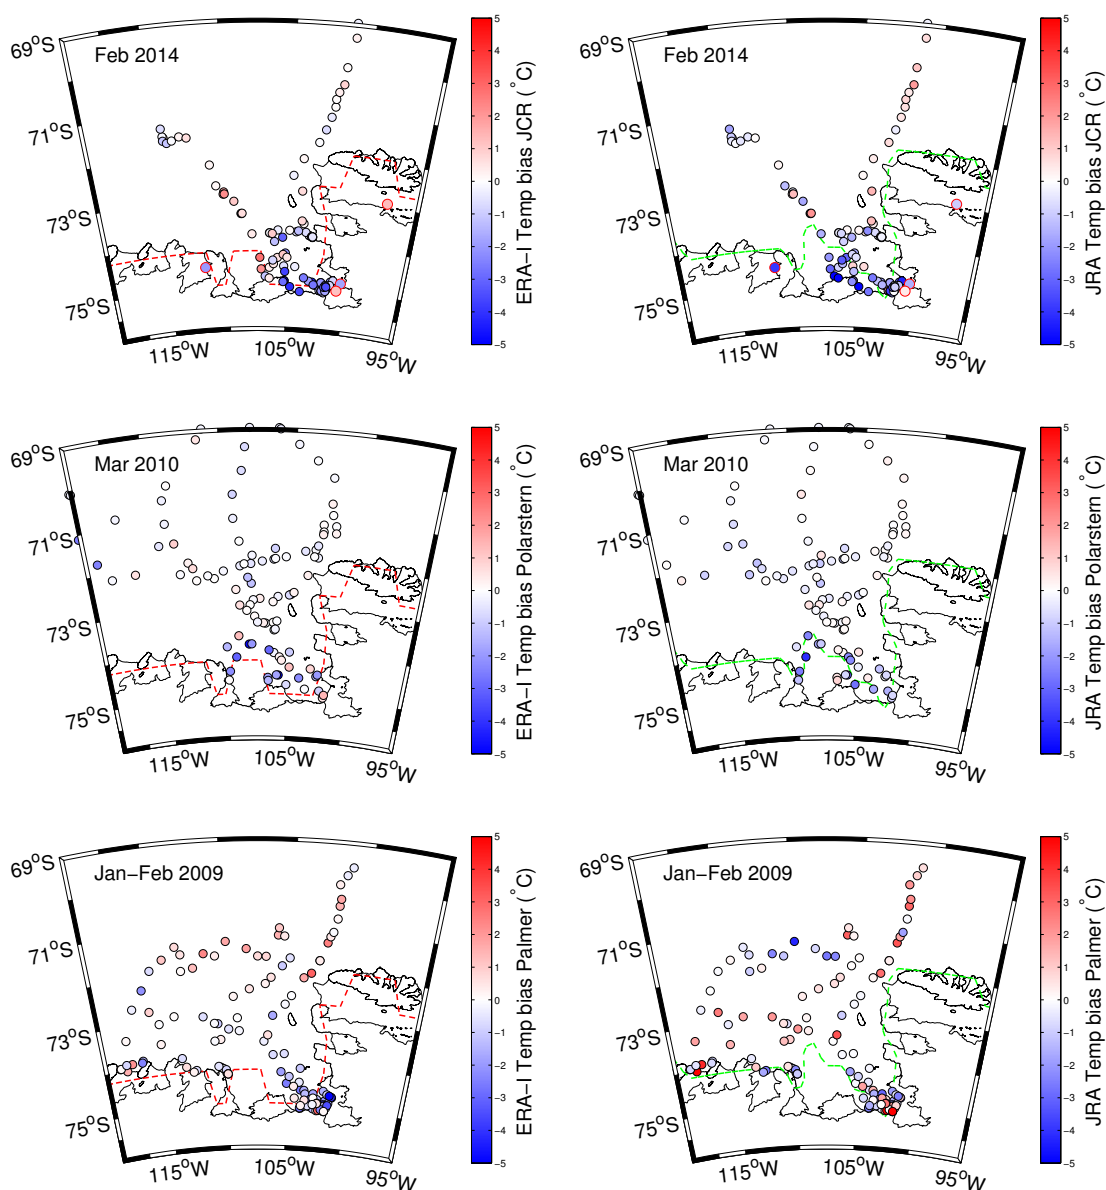 69°S
71°S
73°S
75°S
115°W
105°W
95°W
Feb 2014
5
4
3
2
1
0
−1
−2
−3
−4
−5
ERA−I Temp bias JCR (°C)
69°S
71°S
73°S
75°S
115°W
105°W
95°W
Feb 2014
5
4
3
2
1
0
−1
−2
−3
−4
−5
JRA Temp bias JCR (°C)
69°S
71°S
73°S
75°S
115°W
105°W
95°W
Mar 2010
5
4
3
2
1
0
−1
−2
−3
−4
−5
ERA−I Temp bias Polarstern (°C)
69°S
71°S
73°S
75°S
115°W
105°W
95°W
Mar 2010
5
4
3
2
1
0
−1
−2
−3
−4
−5
JRA Temp bias Polarstern (°C)
69°S
71°S
73°S
75°S
115°W
105°W
95°W
Jan−Feb 2009
5
4
3
2
1
0
−1
−2
−3
−4
−5
ERA−I Temp bias Palmer (°C)
69°S
71°S
73°S
75°S
115°W
105°W
95°W
Jan−Feb 2009
5
4
3
2
1
0
−1
−2
−3
−4
−5
JRA Temp bias Palmer (°C)